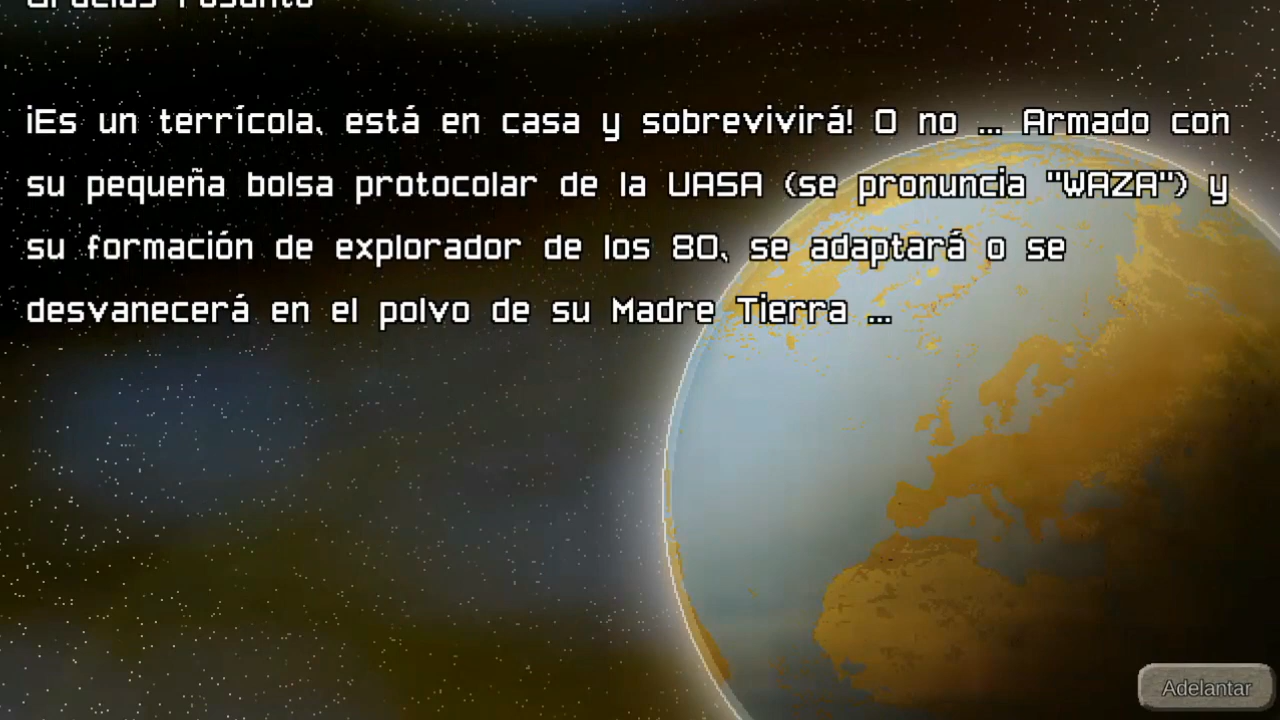 ¡Es un terrícola, está en casa y sobrevivirá! O no ... Armado con
su pequeña bolsa protocolar de la UASA (se pronuncia "WAZA") y
su formación de explorador de los 80, se adaptará o se
desvanecerá en el polvo de su Madre Tierra ...
Adelantar